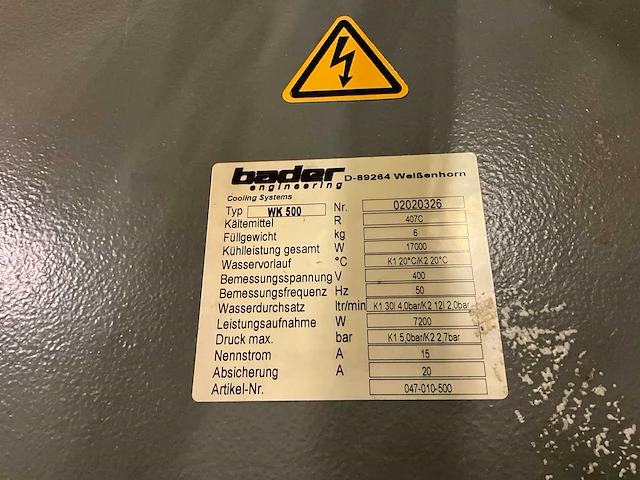 bader D-89264 Weißenhorn
engineering
Cooling Systems
Typ WK 500 Nr. 02020326
Kältemittel R 407C
Füllgewicht kg 6
Kühlleistung gesamt W 17000
Wasservorlauf °C K1 20°C/K2 20°C
Bemessungsspannung V 400
Bemessungsfrequenz Hz 50
Wasserdurchsatz ltr/min K1 30l 4,0bar/K2 12l 2,0bar
Leistungsaufnahme W 7200
Druck max. bar K1 5,0bar/K2 2,7bar
Nennstrom A 15
Absicherung A 20
Artikel-Nr. 047-010-500